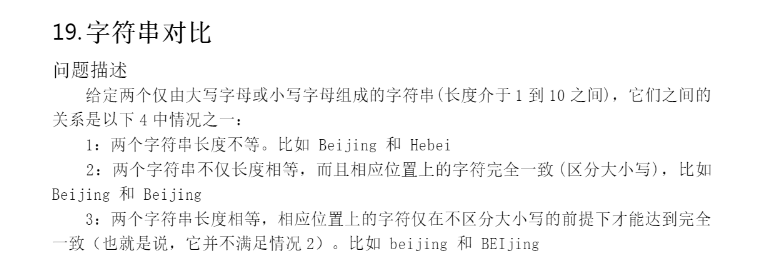 19.字符串对比
问题描述
给定两个仅由大写字母或小写字母组成的字符串(长度介于1到10之间)，它们之间的
关系是以下4中情况之一：
1：两个字符串长度不等。比如 Beijing 和 Hebei
2：两个字符串不仅长度相等，而且相应位置上的字符完全一致(区分大小写)，比如
Beijing 和 Beijing
3：两个字符串长度相等，相应位置上的字符仅在不区分大小写的前提下才能达到完全
一致（也就是说，它并不满足情况2）。比如 beijing 和 BEIjing